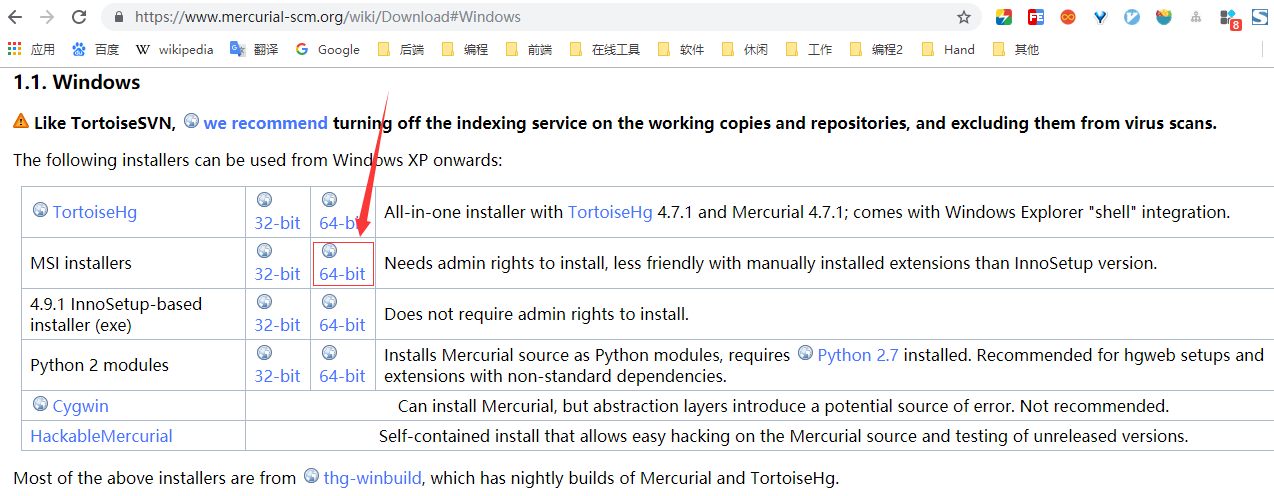 https://www.mercurial-scm.org/wiki/Download#Windows
8
应用 百度 W wikipedia 翻译 G Google 后端 编程 前端 在线工具 软件 休闲 工作 编程2 Hand 其他
1.1. Windows
Like TortoiseSVN, we recommend turning off the indexing service on the working copies and repositories, and excluding them from virus scans.
The following installers can be used from Windows XP onwards:
TortoiseHg 32-bit 64-bit All-in-one installer with TortoiseHg 4.7.1 and Mercurial 4.7.1; comes with Windows Explorer "shell" integration.
MSI installers 32-bit 64-bit Needs admin rights to install, less friendly with manually installed extensions than InnoSetup version.
4.9.1 InnoSetup-based
installer (exe) 32-bit 64-bit Does not require admin rights to install.
Python 2 modules 32-bit 64-bit Installs Mercurial source as Python modules, requires Python 2.7 installed. Recommended for hgweb setups and
extensions with non-standard dependencies.
Cygwin Can install Mercurial, but abstraction layers introduce a potential source of error. Not recommended.
HackableMercurial Self-contained install that allows easy hacking on the Mercurial source and testing of unreleased versions.
Most of the above installers are from thg-winbuild, which has nightly builds of Mercurial and TortoiseHg.